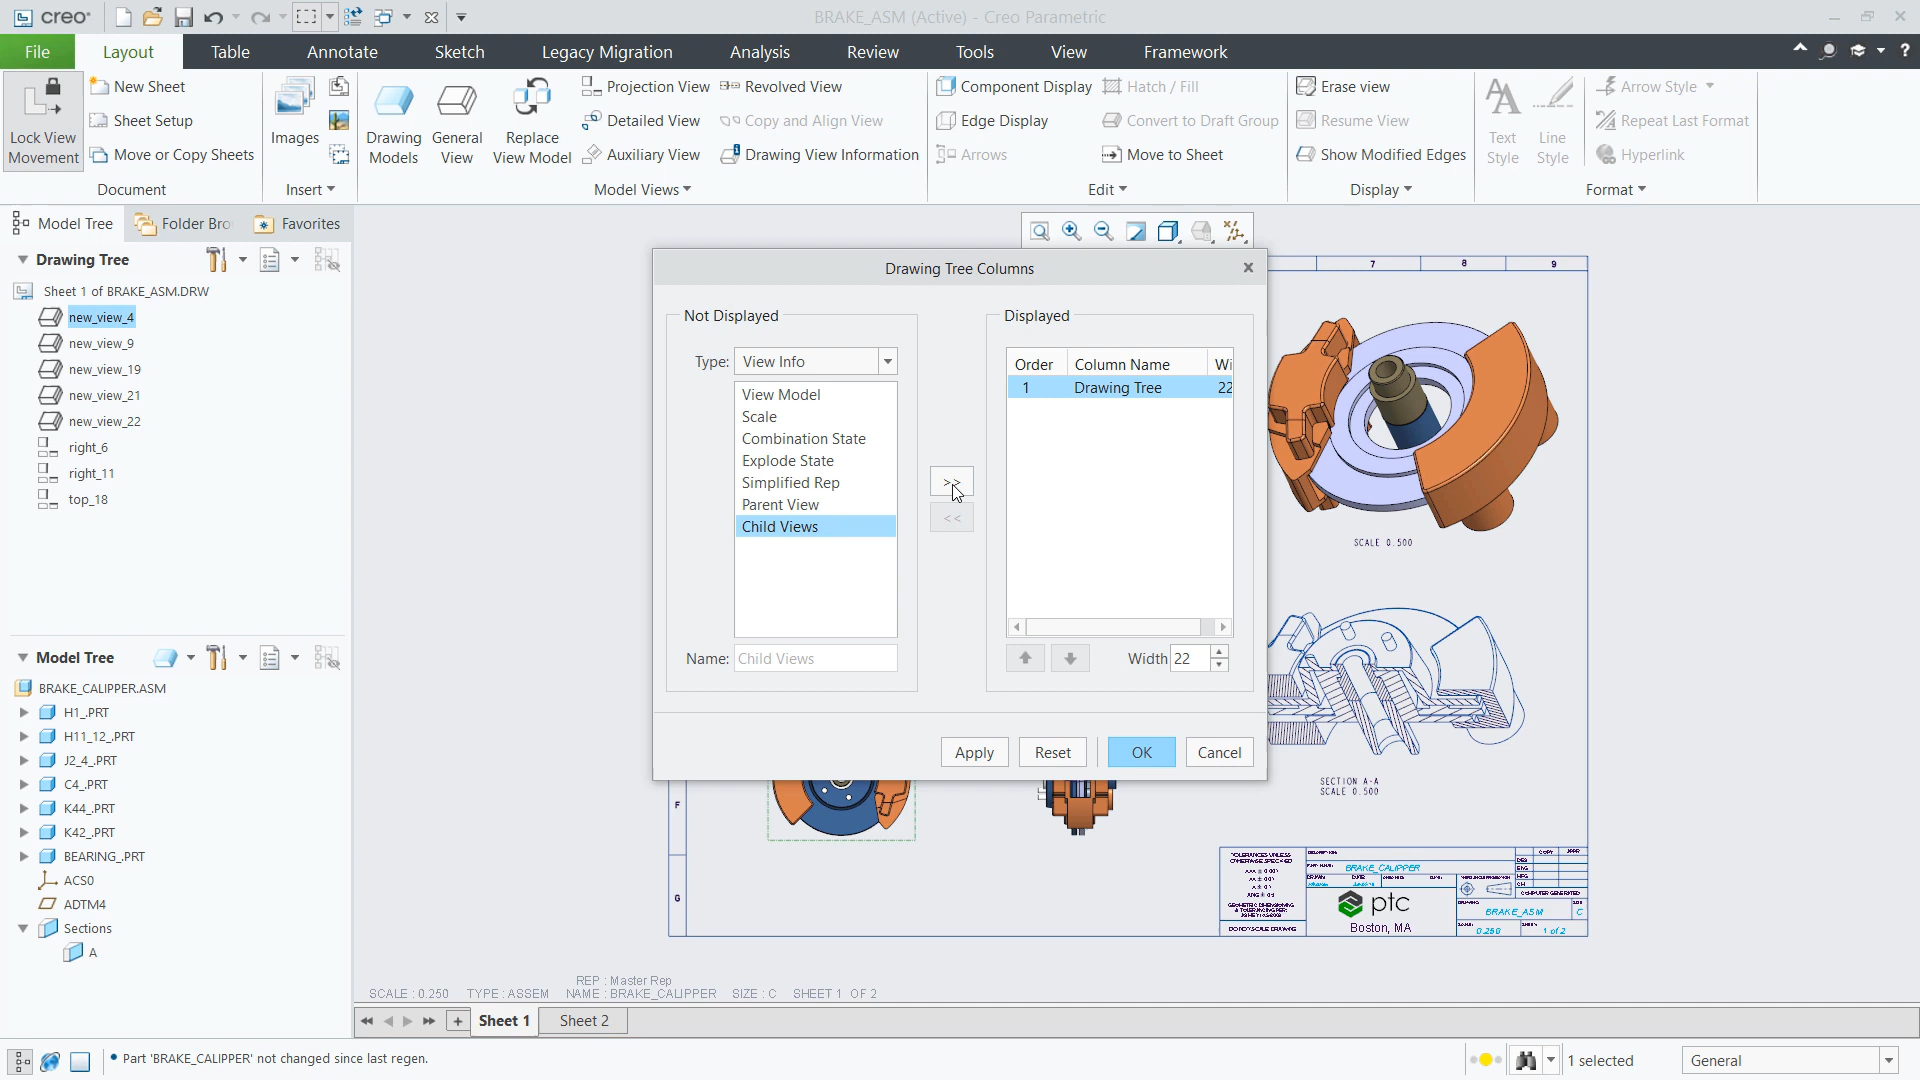 creo
BRAKE_ASM (Active) - Creo Parametric
File
Layout
Table
Annotate
Sketch
Legacy Migration
Analysis
Review
Tools
View
Framework
Lock View
Movement
New Sheet
Sheet Setup
Move or Copy Sheets
Document
Images
Insert
Drawing
Models
General
View
Replace
View Model
Projection View
Detailed View
Auxiliary View
Revolved View
Copy and Align View
Drawing View Information
Model Views
Component Display
Edge Display
Arrows
Hatch / Fill
Convert to Draft Group
Move to Sheet
Edit
Erase view
Resume View
Show Modified Edges
Display
Text
Style
Line
Style
Arrow Style
Repeat Last Format
Hyperlink
Format
Model Tree
Folder Bro
Favorites
Drawing Tree
Sheet 1 of BRAKE_ASM.DRW
new_view_4
new_view_9
new_view_19
new_view_21
new_view_22
right_6
right_11
top_18
Model Tree
BRAKE_CALIPPER.ASM
H1_.PRT
H11_12_.PRT
J2_4_.PRT
C4_.PRT
K44_.PRT
K42_.PRT
BEARING_.PRT
ACS0
ADTM4
Sections
A
Drawing Tree Columns
Not Displayed
Type:
View Info
View Model
Scale
Combination State
Explode State
Simplified Rep
Parent View
Child Views
Name:
Child Views
>>
<<
Displayed
Order
Column Name
Wi
1
Drawing Tree
22
Width
22
Apply
Reset
OK
Cancel
7
8
9
SCALE 0.500
SECTION A-A
SCALE 0.500
F
G
BRAKE_CALIPPER
ptc
Boston, MA
BRAKE_ASM
C
0.250
1 of 2
REP : Master Rep
SCALE : 0.250 TYPE : ASSEM NAME : BRAKE_CALIPPER SIZE : C SHEET 1 OF 2
Sheet 1
Sheet 2
Part 'BRAKE_CALIPPER' not changed since last regen.
1 selected
General